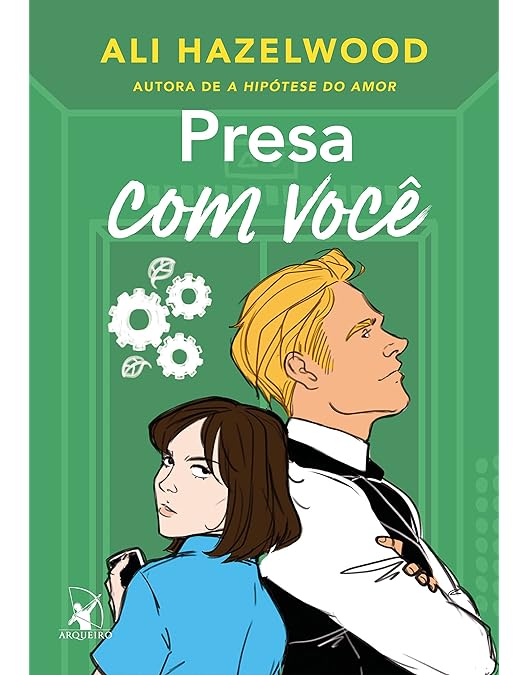 ALI HAZELWOOD
AUTORA DE A HIPÓTESE DO AMOR
Presa
com Você
ARQUEIRO